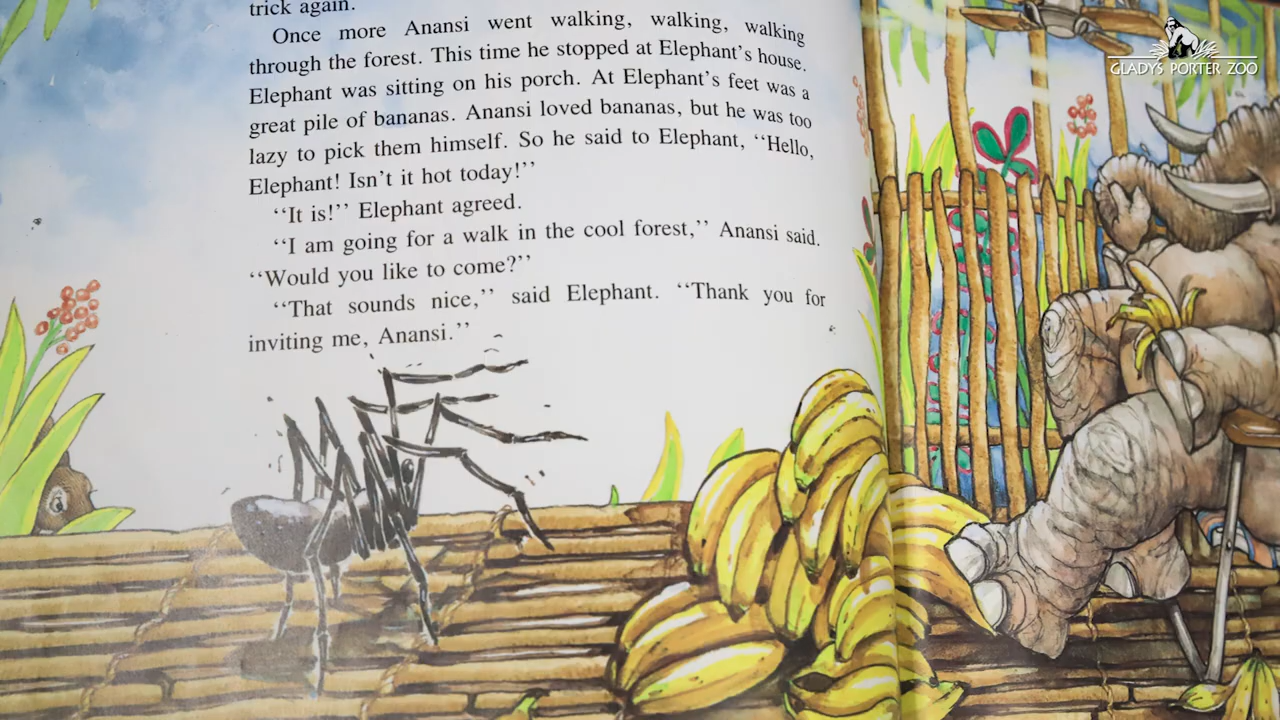 trick again.
Once more Anansi went walking, walking, walking
through the forest. This time he stopped at Elephant's house.
Elephant was sitting on his porch. At Elephant's feet was a
great pile of bananas. Anansi loved bananas, but he was too
lazy to pick them himself. So he said to Elephant, ‘‘Hello,
Elephant! Isn't it hot today!’’
‘‘It is!’’ Elephant agreed.
‘‘I am going for a walk in the cool forest,’’ Anansi said.
‘‘Would you like to come?’’
‘‘That sounds nice,’’ said Elephant. ‘‘Thank you for
inviting me, Anansi.’’
GLADYS PORTER ZOO